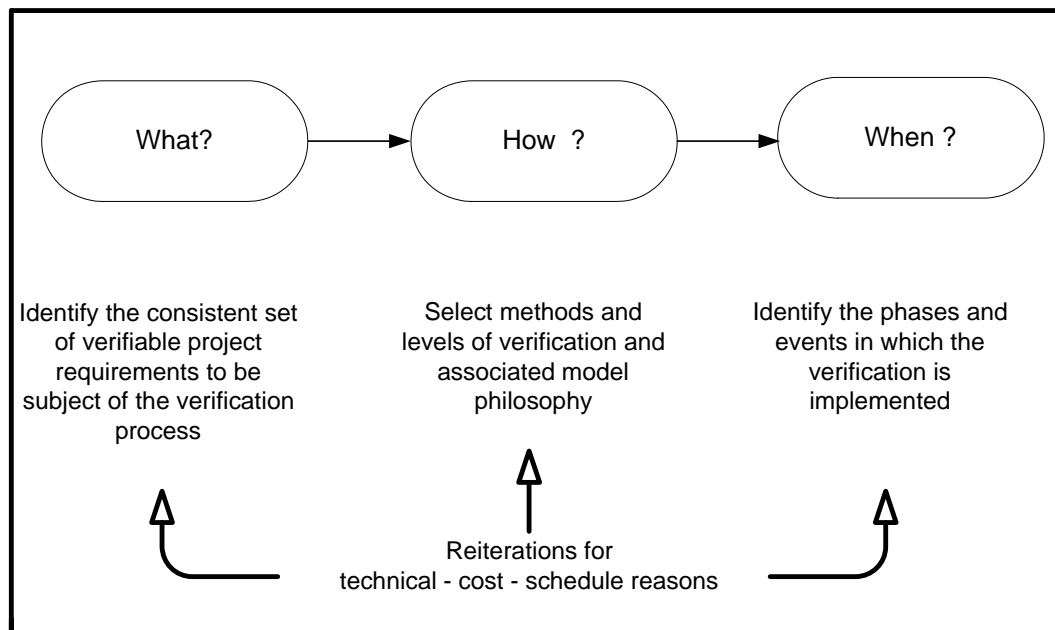 What?
How ?
When ?
Identify the consistent set
of verifiable project
requirements to be
subject of the verification
process
Select methods and
levels of verification and
associated model
philosophy
Identify the phases and
events in which the
verification is
implemented
Reiterations for
technical - cost - schedule reasons